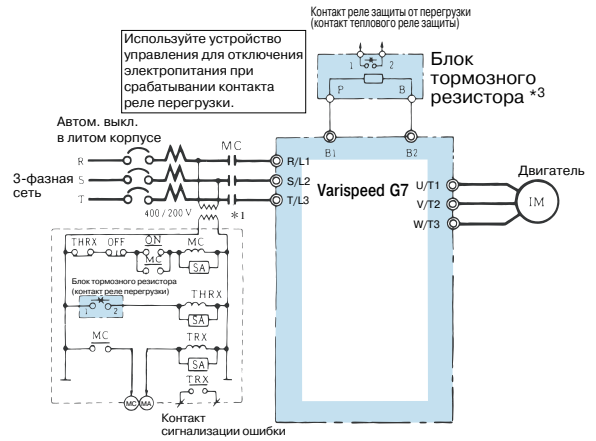 Контакт реле защиты от перегрузки
(контакт теплового реле защиты)
Используйте устройство
управления для отключения
электропитания при
срабатывании контакта
реле перегрузки.
1 2
P B
Блок
тормозного
резистора *3
Автом. выкл.
в литом корпусе
MC
B1 B2
R
S
T
3-фазная
сеть
R/L1
S/L2
T/L3
Varispeed G7
U/T1
V/T2
W/T3
Двигатель
IM
400/200 V
*1
THRX OFF ON MC
MC
SA
Блок тормозного резистора
(контакт реле перегрузки)
1 2
THRX
SA
MC
TRX
SA
TRX
MC MA
Контакт
сигнализации ошибки